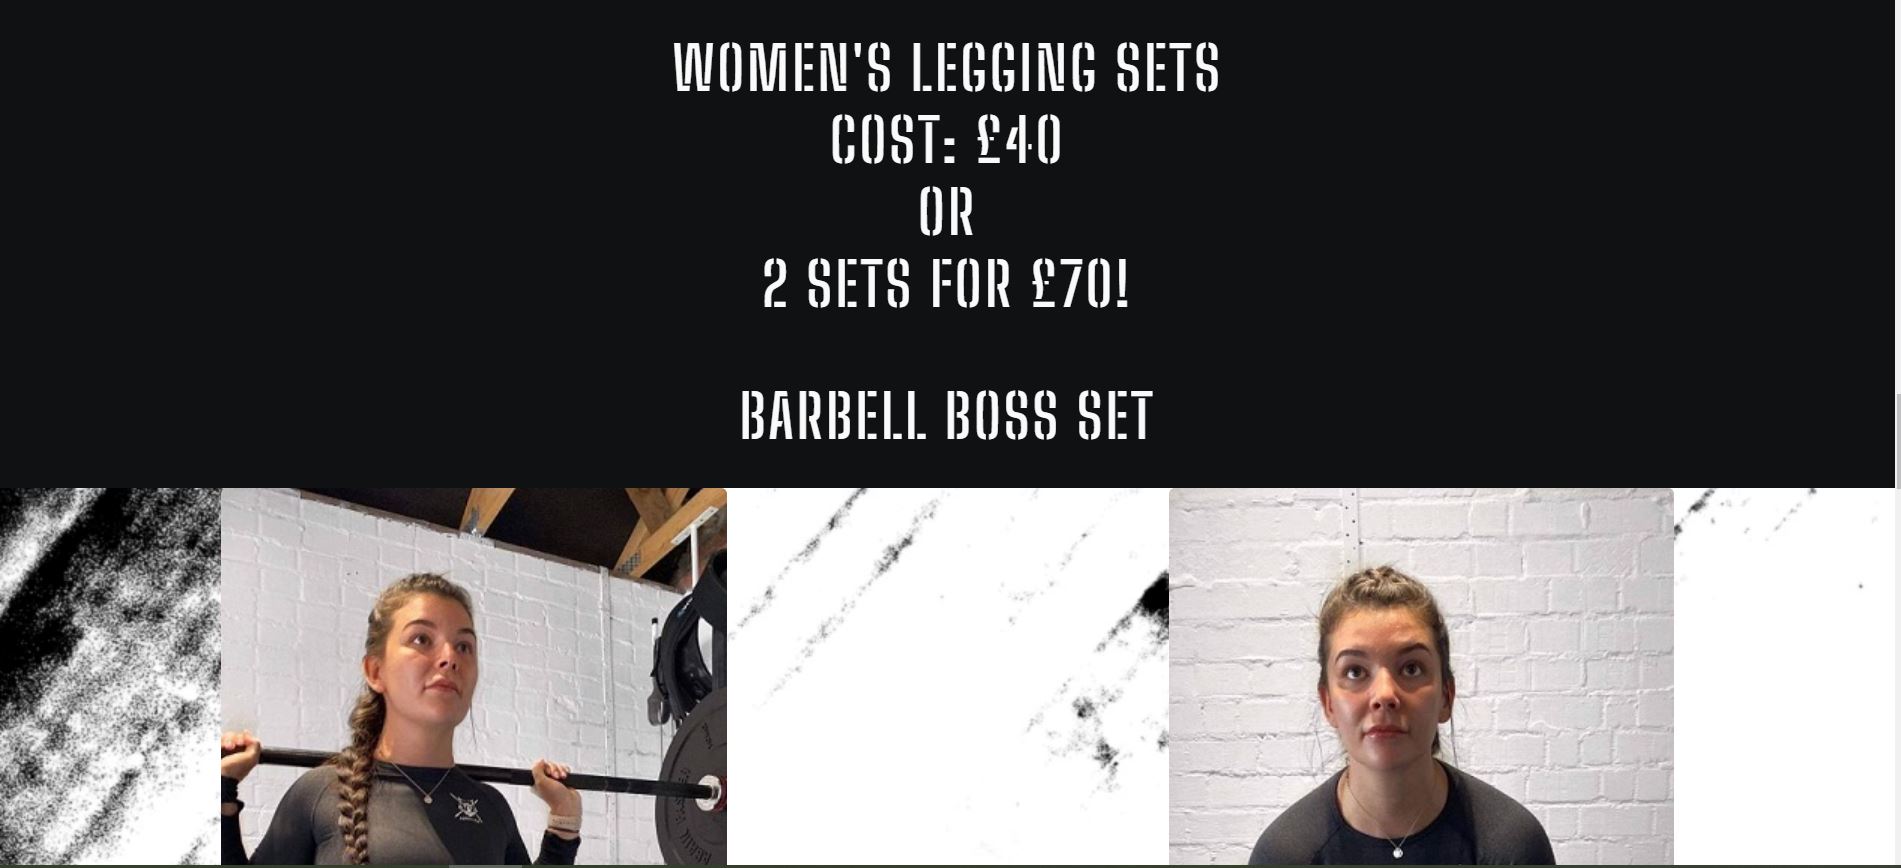 WOMEN'S LEGGING SETS
COST: £40
OR
2 SETS FOR £70!
BARBELL BOSS SET